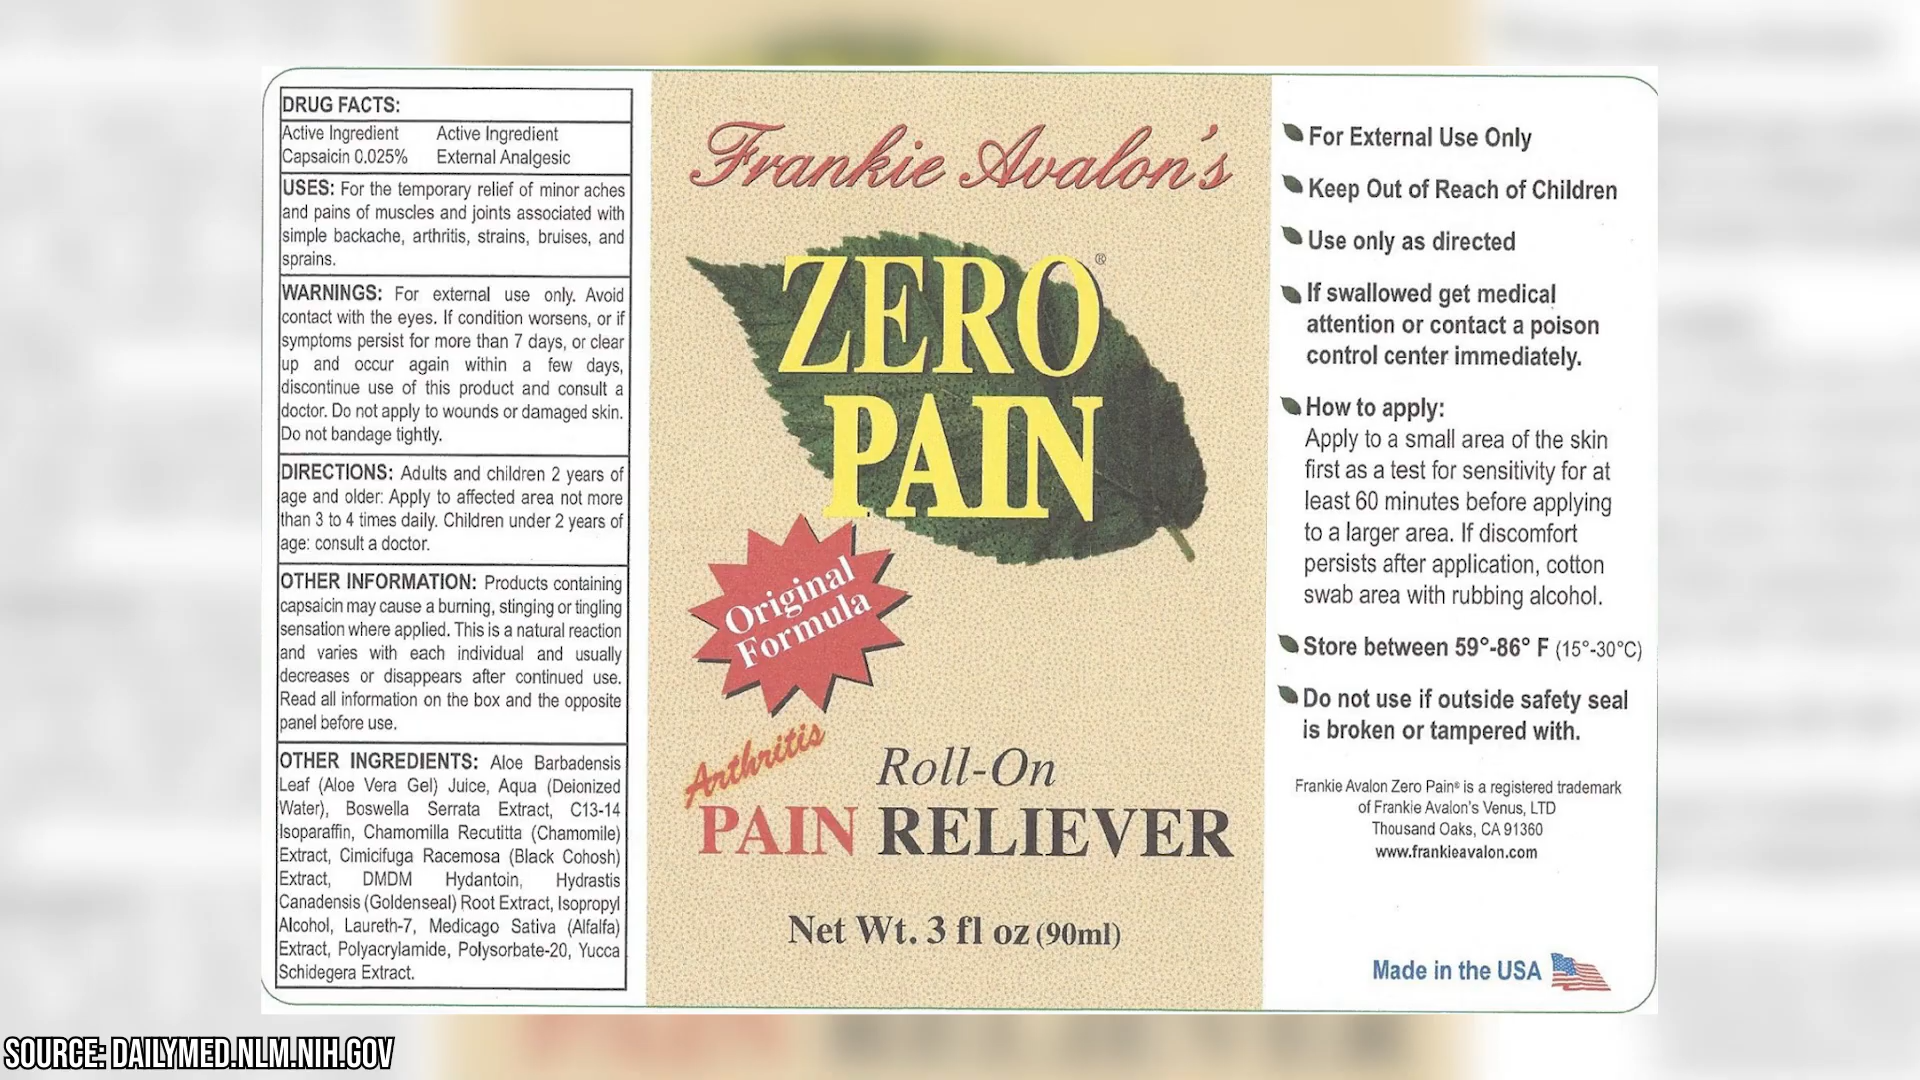 DRUG FACTS:
Active Ingredient Active Ingredient
Capsaicin 0.025% External Analgesic
USES: For the temporary relief of minor aches
and pains of muscles and joints associated with
simple backache, arthritis, strains, bruises, and
sprains.
WARNINGS: For external use only. Avoid
contact with the eyes. If condition worsens, or if
symptoms persist for more than 7 days, or clear
up and occur again within a few days,
discontinue use of this product and consult a
doctor. Do not apply to wounds or damaged skin.
Do not bandage tightly.
DIRECTIONS: Adults and children 2 years of
age and older: Apply to affected area not more
than 3 to 4 times daily. Children under 2 years of
age: consult a doctor.
OTHER INFORMATION: Products containing
capsaicin may cause a burning, stinging or tingling
sensation where applied. This is a natural reaction
and varies with each individual and usually
decreases or disappears after continued use.
Read all information on the box and the opposite
panel before use.
OTHER INGREDIENTS: Aloe Barbadensis
Leaf (Aloe Vera Gel) Juice, Aqua (Deionized
Water), Boswella Serrata Extract, C13-14
Isoparaffin, Chamomilla Recutitta (Chamomile)
Extract, Cimicifuga Racemosa (Black Cohosh)
Extract, DMDM Hydantoin, Hydrastis
Canadensis (Goldenseal) Root Extract, Isopropyl
Alcohol, Laureth-7, Medicago Sativa (Alfalfa)
Extract, Polyacrylamide, Polysorbate-20, Yucca
Schidegera Extract.
Frankie Avalon's
ZERO®
PAIN
Original
Formula
Arthritis
Roll-On
PAIN RELIEVER
Net Wt. 3 fl oz (90ml)
For External Use Only
Keep Out of Reach of Children
Use only as directed
If swallowed get medical
attention or contact a poison
control center immediately.
How to apply:
Apply to a small area of the skin
first as a test for sensitivity for at
least 60 minutes before applying
to a larger area. If discomfort
persists after application, cotton
swab area with rubbing alcohol.
Store between 59°-86° F (15°-30°C)
Do not use if outside safety seal
is broken or tampered with.
Frankie Avalon Zero Pain® is a registered trademark
of Frankie Avalon's Venus, LTD
Thousand Oaks, CA 91360
www.frankieavalon.com
Made in the USA
SOURCE: DAILYMED.NLM.NIH.GOV